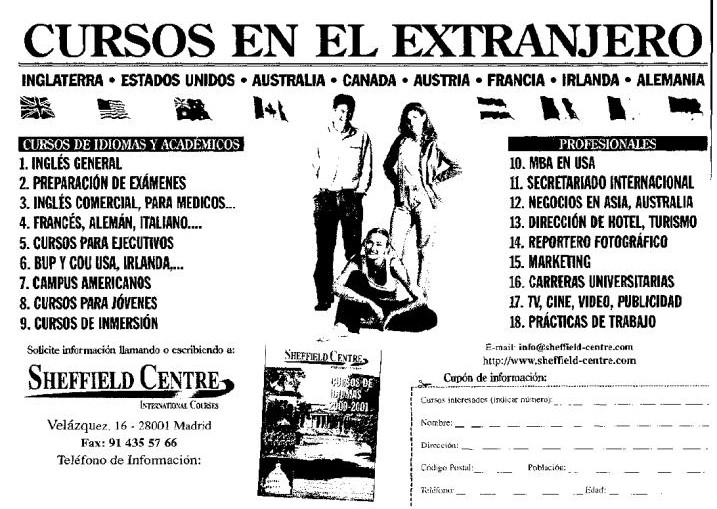 CURSOS EN EL EXTRANJERO
INGLATERRA • ESTADOS UNIDOS • AUSTRALIA • CANADA • AUSTRIA • FRANCIA • IRLANDA • ALEMANIA
CURSOS DE IDIOMAS Y ACADÉMICOS
1. INGLÉS GENERAL
2. PREPARACIÓN DE EXÁMENES
3. INGLÉS COMERCIAL, PARA MEDICOS...
4. FRANCÉS, ALEMÁN, ITALIANO....
5. CURSOS PARA EJECUTIVOS
6. BUP Y COU USA, IRLANDA,...
7. CAMPUS AMERICANOS
8. CURSOS PARA JÓVENES
9. CURSOS DE INMERSIÓN
PROFESIONALES
10. MBA EN USA
11. SECRETARIADO INTERNACIONAL
12. NEGOCIOS EN ASIA, AUSTRALIA
13. DIRECCIÓN DE HOTEL, TURISMO
14. REPORTERO FOTOGRÁFICO
15. MARKETING
16. CARRERAS UNIVERSITARIAS
17. TV, CINE, VIDEO, PUBLICIDAD
18. PRÁCTICAS DE TRABAJO
Solicite información llamando o escribiendo a:
SHEFFIELD CENTRE
INTERNATIONAL COURSES
Velázquez, 16 - 28001 Madrid
Fax: 91 435 57 66
Teléfono de Información:
SHEFFIELD CENTRE
CURSOS DE
IDIOMAS
2000-2001
E-mail: info@sheffield-centre.com
http://www.sheffield-centre.com
Cupón de información:
Cursos interesados (indicar número):
Nombre:
Dirección:
Código Postal: Población:
Teléfono: Edad: